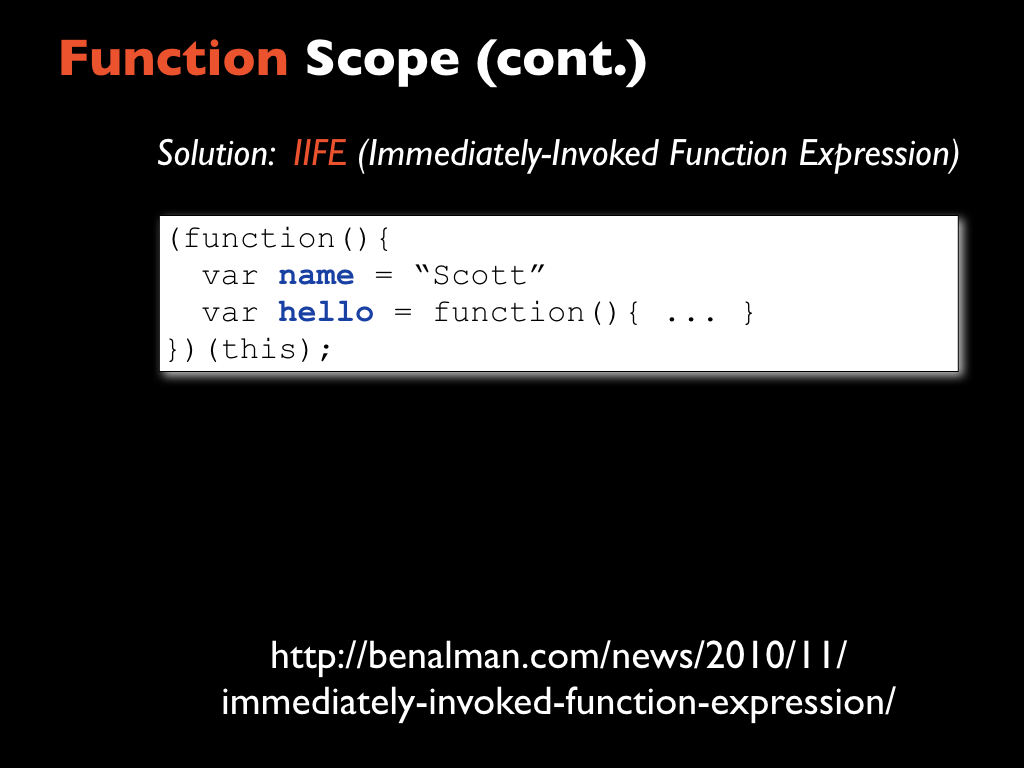 Function Scope (cont.)
Solution: IIFE (Immediately-Invoked Function Expression)
(function(){
  var name = “Scott”
  var hello = function(){ ... }
})(this);
http://benalman.com/news/2010/11/
immediately-invoked-function-expression/